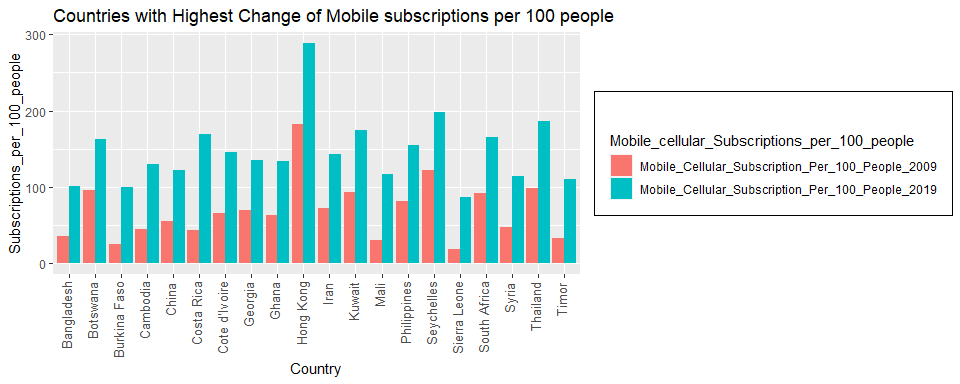 Countries with Highest Change of Mobile subscriptions per 100 people
Subscriptions_per_100_people
300
200
100
0
Bangladesh
Botswana
Burkina Faso
Cambodia
China
Costa Rica
Cote d'Ivoire
Georgia
Ghana
Hong Kong
Iran
Kuwait
Mali
Philippines
Seychelles
Sierra Leone
South Africa
Syria
Thailand
Timor
Country
Mobile_cellular_Subscriptions_per_100_people
Mobile_Cellular_Subscription_Per_100_People_2009
Mobile_Cellular_Subscription_Per_100_People_2019